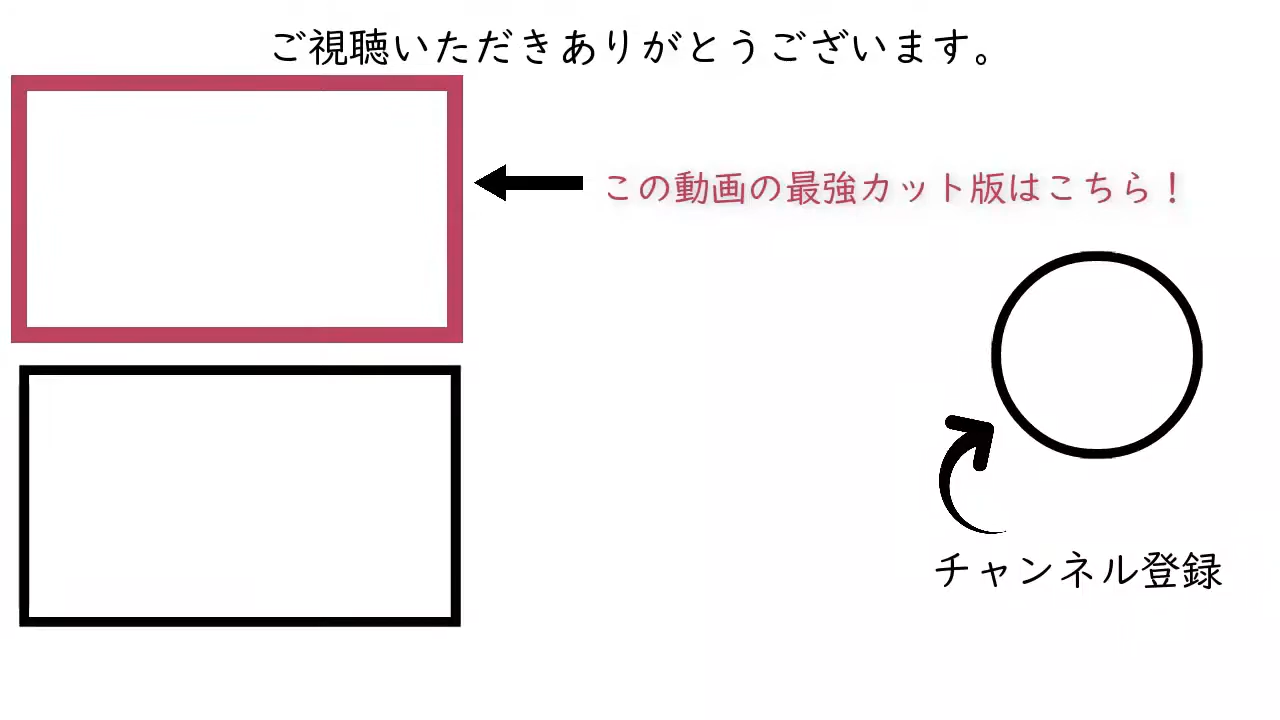 ご視聴いただきありがとうございます。
この動画の最強カット版はこちら！
チャンネル登録